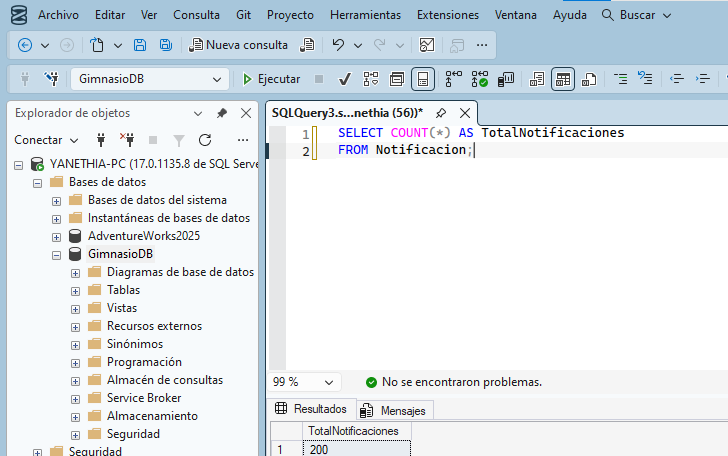 Archivo Editar Ver Consulta Git Proyecto Herramientas Extensiones Ventana Ayuda Buscar
Nueva consulta
GimnasioDB Ejecutar
Explorador de objetos
Conectar
YANETHIA-PC (17.0.1135.8 de SQL Serve
Bases de datos
Bases de datos del sistema
Instantáneas de bases de datos
AdventureWorks2025
GimnasioDB
Diagramas de base de datos
Tablas
Vistas
Recursos externos
Sinónimos
Programación
Almacén de consultas
Service Broker
Almacenamiento
Seguridad
Seguridad
SQLQuery3.s...nethia (56))*
1 SELECT COUNT(*) AS TotalNotificaciones
2 FROM Notificacion;
99 % No se encontraron problemas.
Resultados Mensajes
TotalNotificaciones
1 200